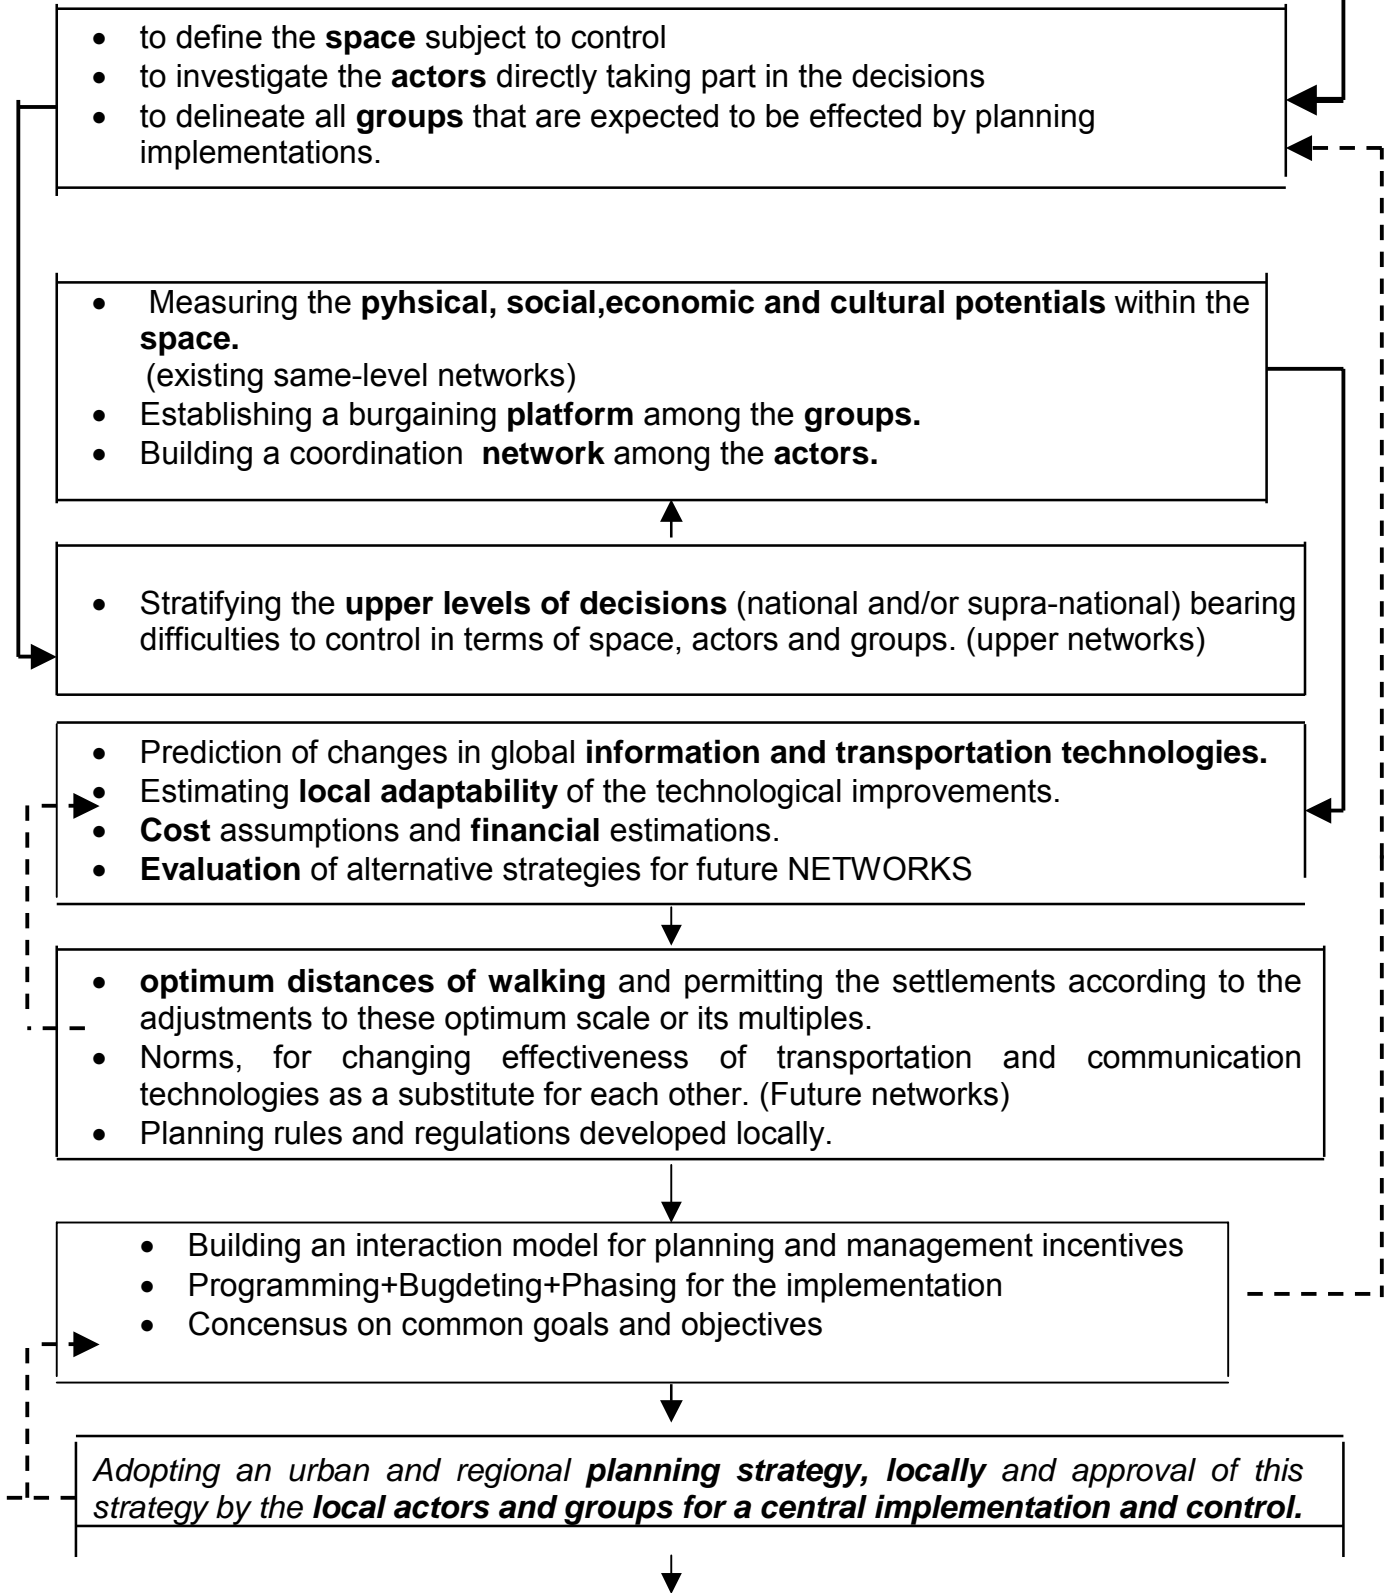 • to define the space subject to control
• to investigate the actors directly taking part in the decisions
• to delineate all groups that are expected to be effected by planning
implementations.
• Measuring the pyhsical, social,economic and cultural potentials within the
space.
(existing same-level networks)
• Establishing a burgaining platform among the groups.
• Building a coordination network among the actors.
• Stratifying the upper levels of decisions (national and/or supra-national) bearing
difficulties to control in terms of space, actors and groups. (upper networks)
• Prediction of changes in global information and transportation technologies.
• Estimating local adaptability of the technological improvements.
• Cost assumptions and financial estimations.
• Evaluation of alternative strategies for future NETWORKS
• optimum distances of walking and permitting the settlements according to the
adjustments to these optimum scale or its multiples.
• Norms, for changing effectiveness of transportation and communication
technologies as a substitute for each other. (Future networks)
• Planning rules and regulations developed locally.
• Building an interaction model for planning and management incentives
• Programming+Bugdeting+Phasing for the implementation
• Concensus on common goals and objectives
Adopting an urban and regional planning strategy, locally and approval of this
strategy by the local actors and groups for a central implementation and control.